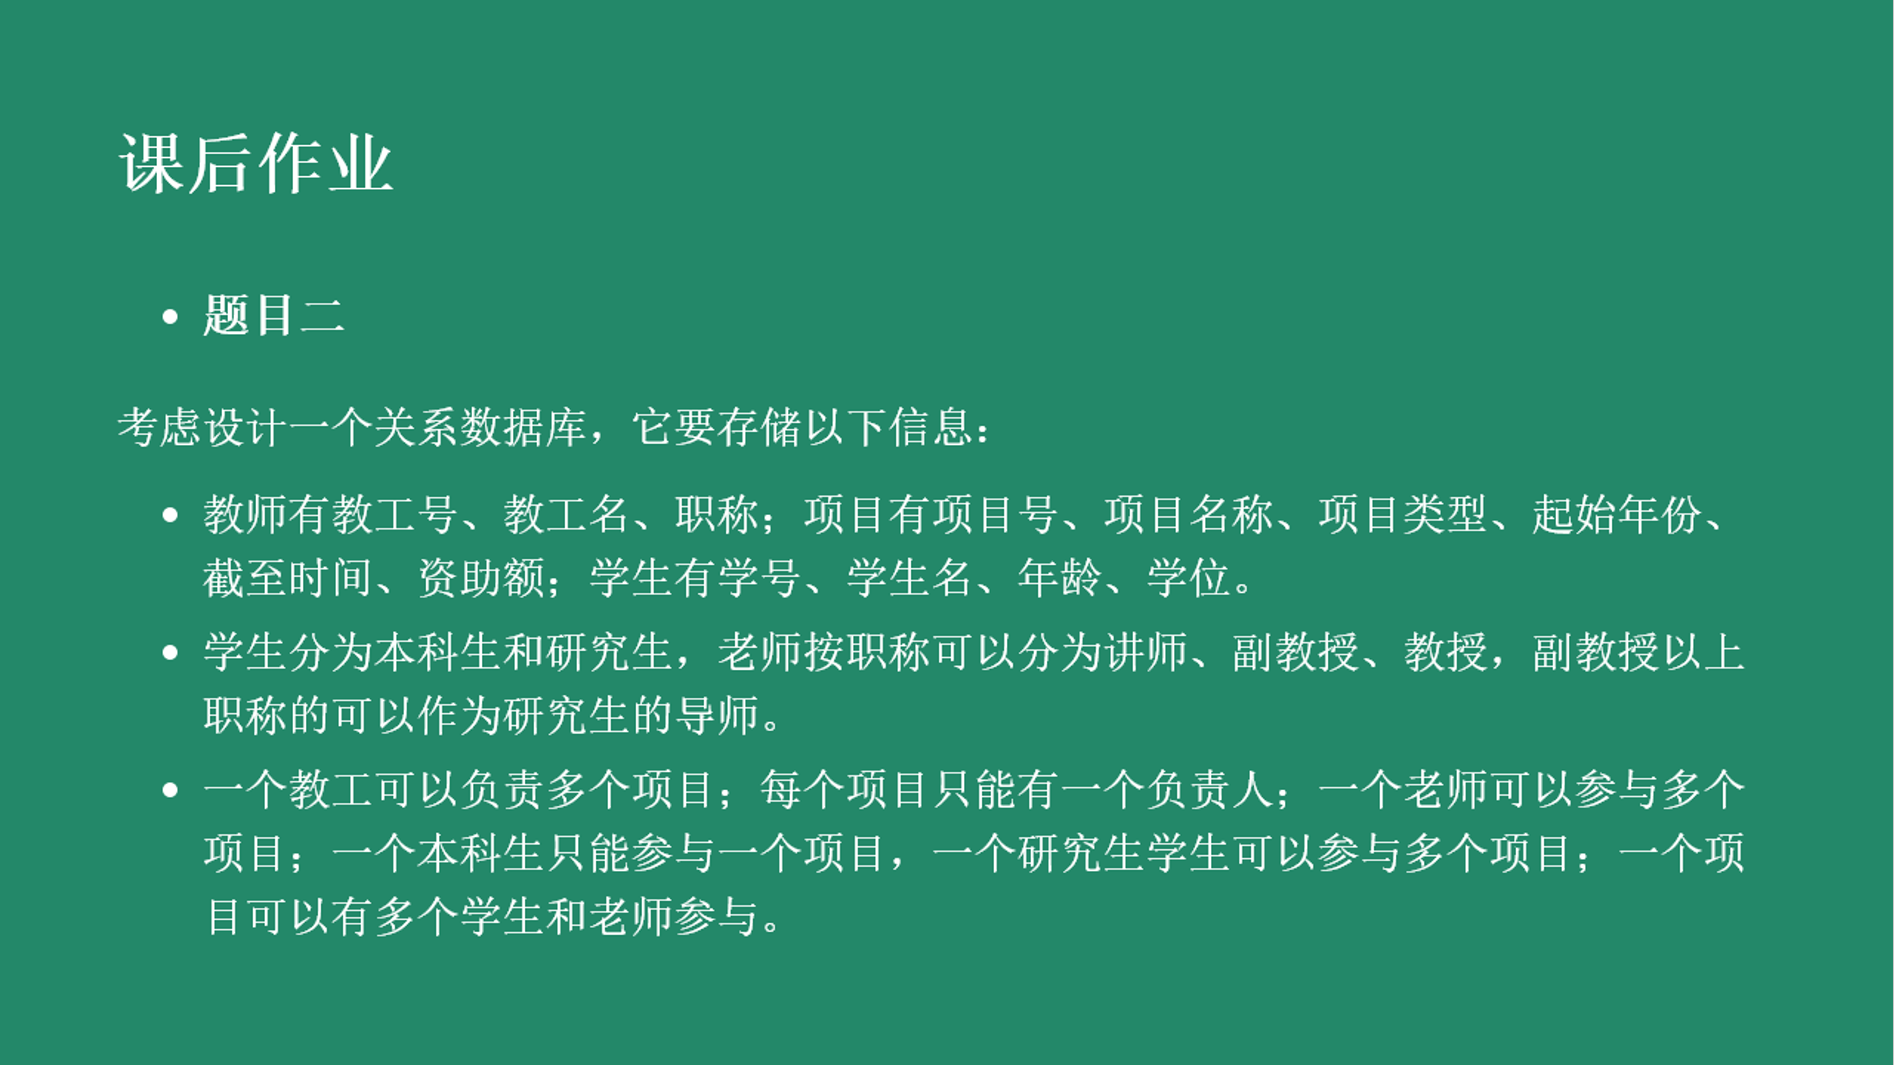 课后作业
• 题目二
考虑设计一个关系数据库，它要存储以下信息：
• 教师有教工号、教工名、职称；项目有项目号、项目名称、项目类型、起始年份、
截至时间、资助额；学生有学号、学生名、年龄、学位。
• 学生分为本科生和研究生，老师按职称可以分为讲师、副教授、教授，副教授以上
职称的可以作为研究生的导师。
• 一个教工可以负责多个项目；每个项目只能有一个负责人；一个老师可以参与多个
项目；一个本科生只能参与一个项目，一个研究生学生可以参与多个项目；一个项
目可以有多个学生和老师参与。